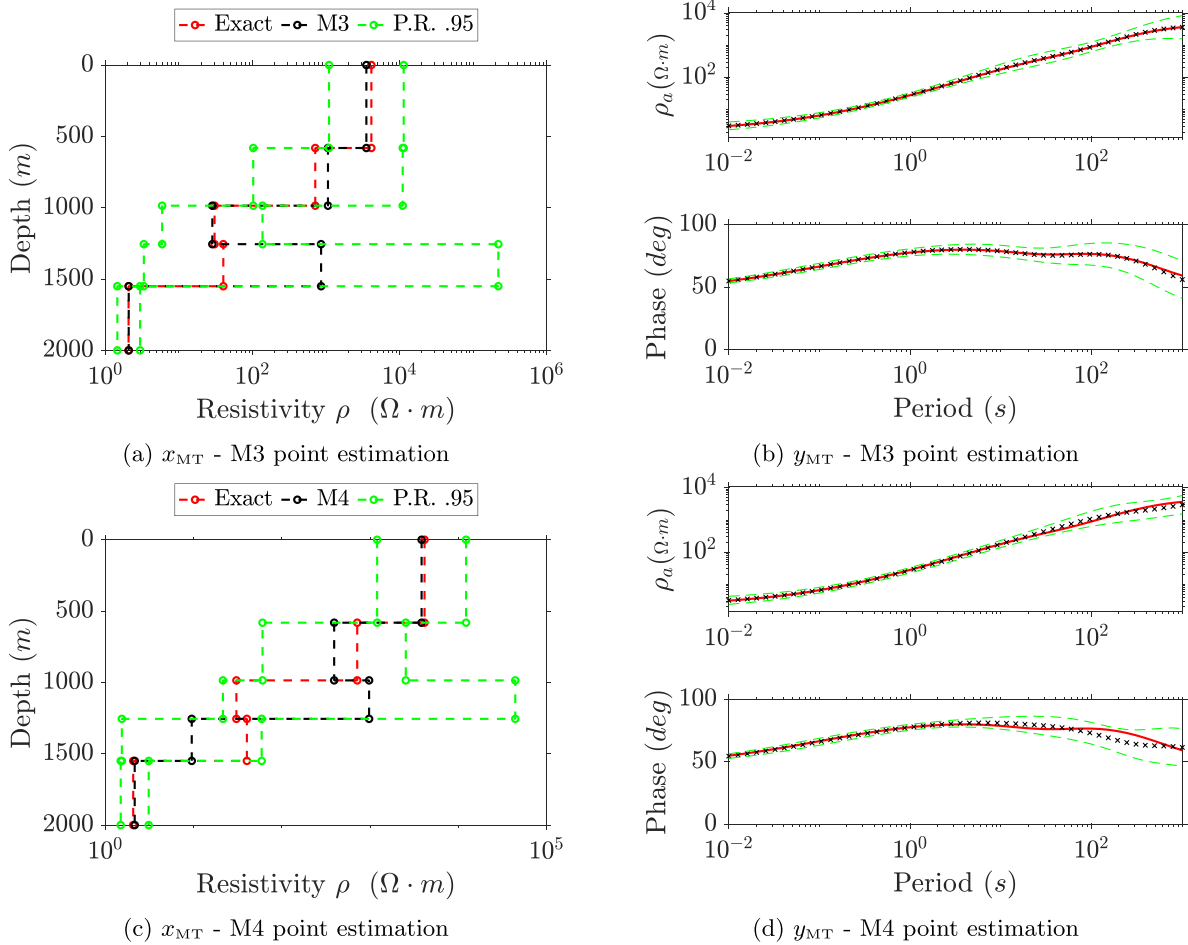 Exact M3 P.R. .95
0
500
1000
1500
2000
Depth (m)
10^0 10^2 10^4 10^6
Resistivity ρ (Ω · m)
(a) x_MT - M3 point estimation
10^4
10^2
ρ_a(Ω·m)
10^-2 10^0 10^2
100
50
0
Phase (deg)
10^-2 10^0 10^2
Period (s)
(b) y_MT - M3 point estimation
Exact M4 P.R. .95
0
500
1000
1500
2000
Depth (m)
10^0 10^5
Resistivity ρ (Ω · m)
(c) x_MT - M4 point estimation
10^4
10^2
ρ_a(Ω·m)
10^-2 10^0 10^2
100
50
0
Phase (deg)
10^-2 10^0 10^2
Period (s)
(d) y_MT - M4 point estimation